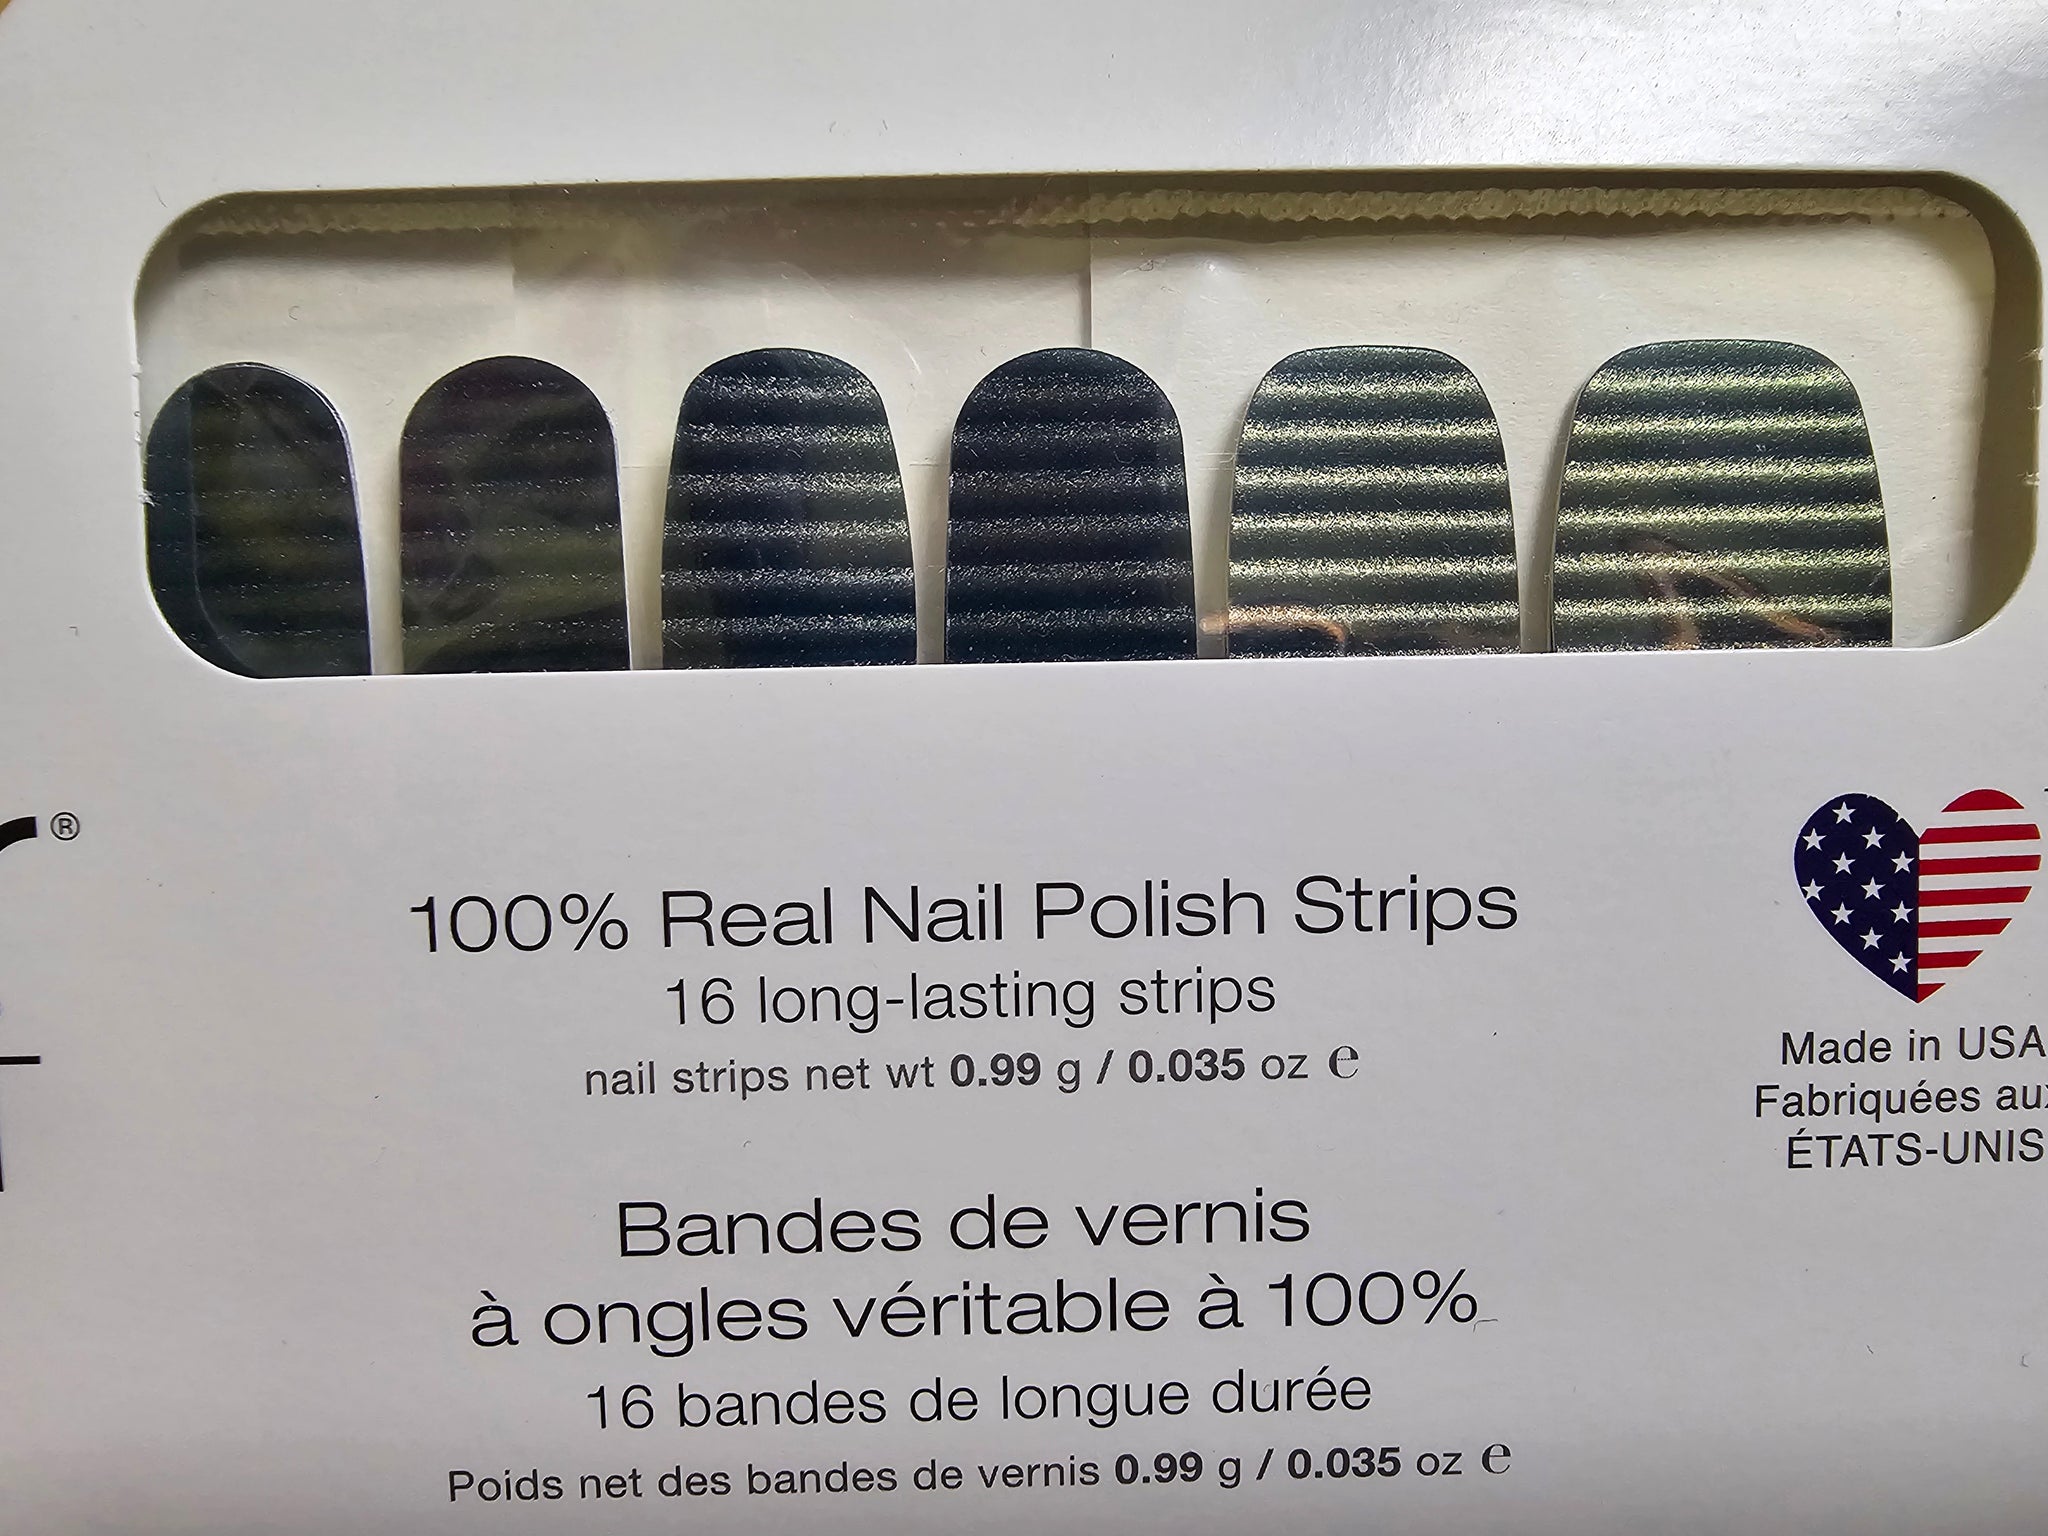 ®
100% Real Nail Polish Strips
16 long-lasting strips
nail strips net wt 0.99 g / 0.035 oz ℮
Made in USA
Fabriquées
ÉTATS-UNIS
Bandes de vernis
à ongles véritable à 100%
16 bandes de longue durée
Poids net des bandes de vernis 0.99 g / 0.035 oz ℮